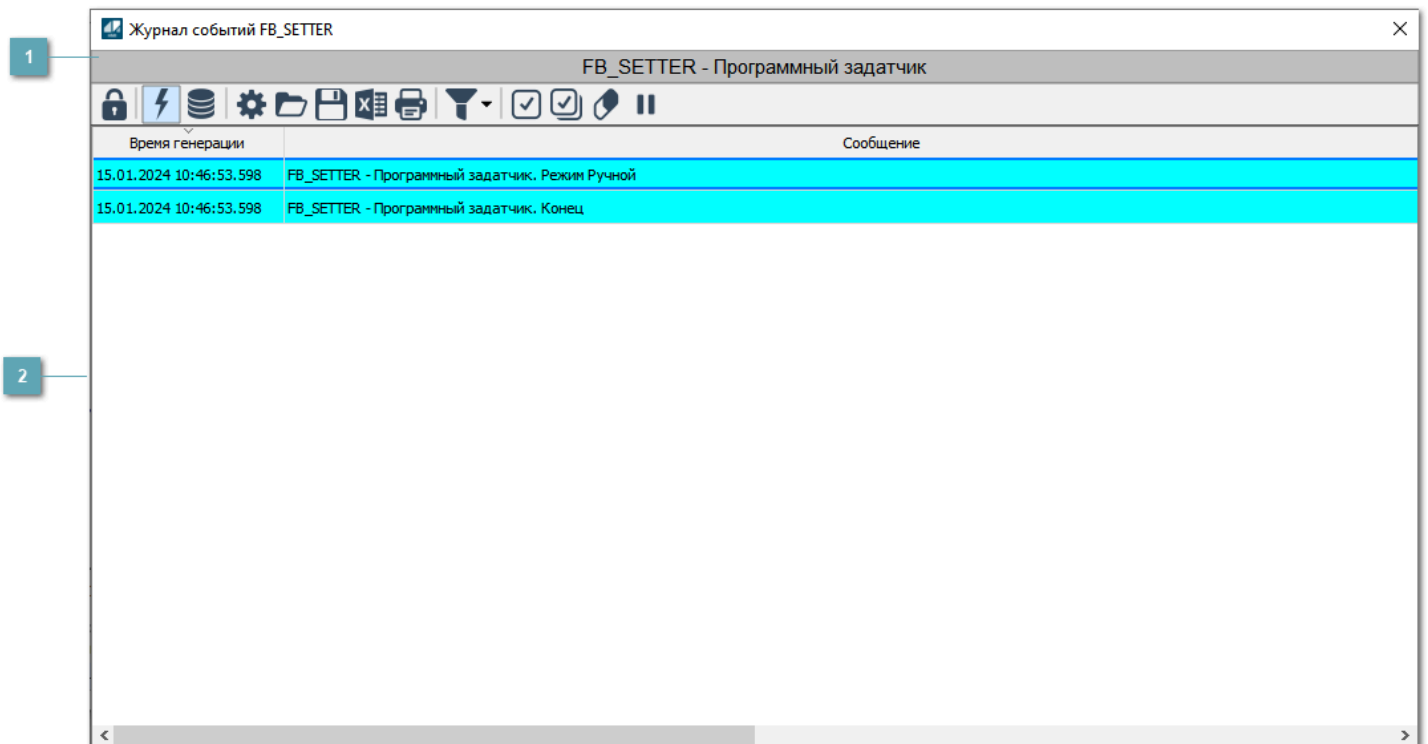 Журнал событий FB_SETTER
1
FB_SETTER - Программный задатчик
Время генерации Сообщение
15.01.2024 10:46:53.598 FB_SETTER - Программный задатчик. Режим Ручной
15.01.2024 10:46:53.598 FB_SETTER - Программный задатчик. Конец
2